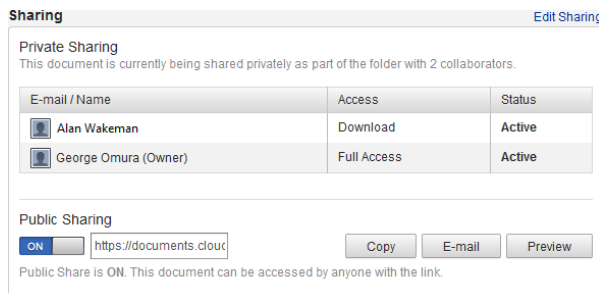 Sharing Edit Sharing
Private Sharing
This document is currently being shared privately as part of the folder with 2 collaborators.
E-mail / Name Access Status
Alan Wakeman Download Active
George Omura (Owner) Full Access Active
Public Sharing
ON https://documents.clouc Copy E-mail Preview
Public Share is ON. This document can be accessed by anyone with the link.